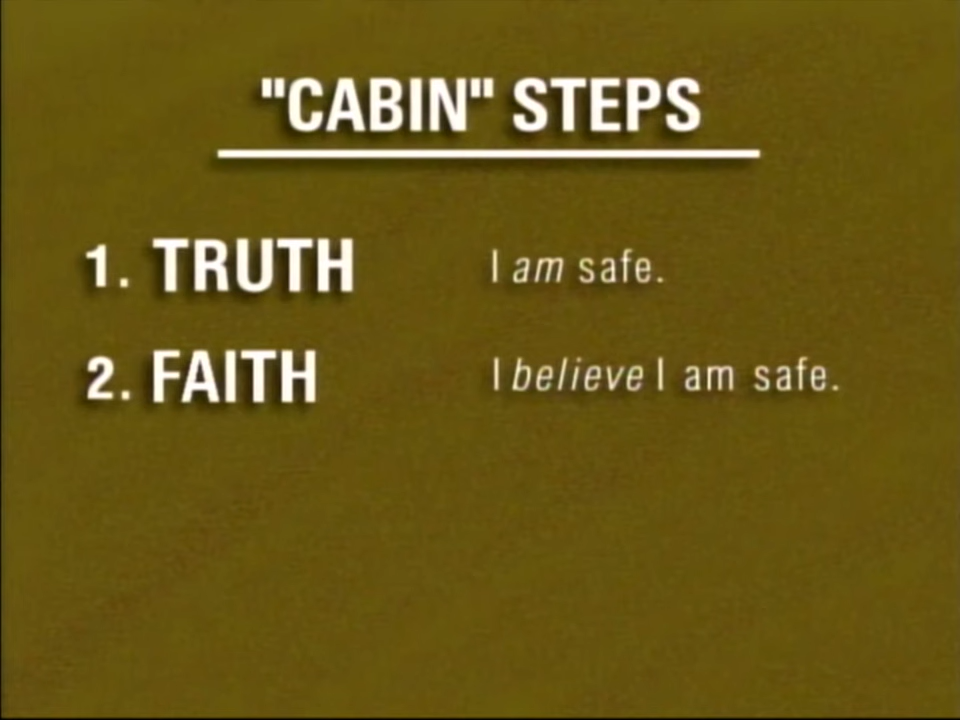 "CABIN" STEPS
1. TRUTH I am safe.
2. FAITH I believe I am safe.